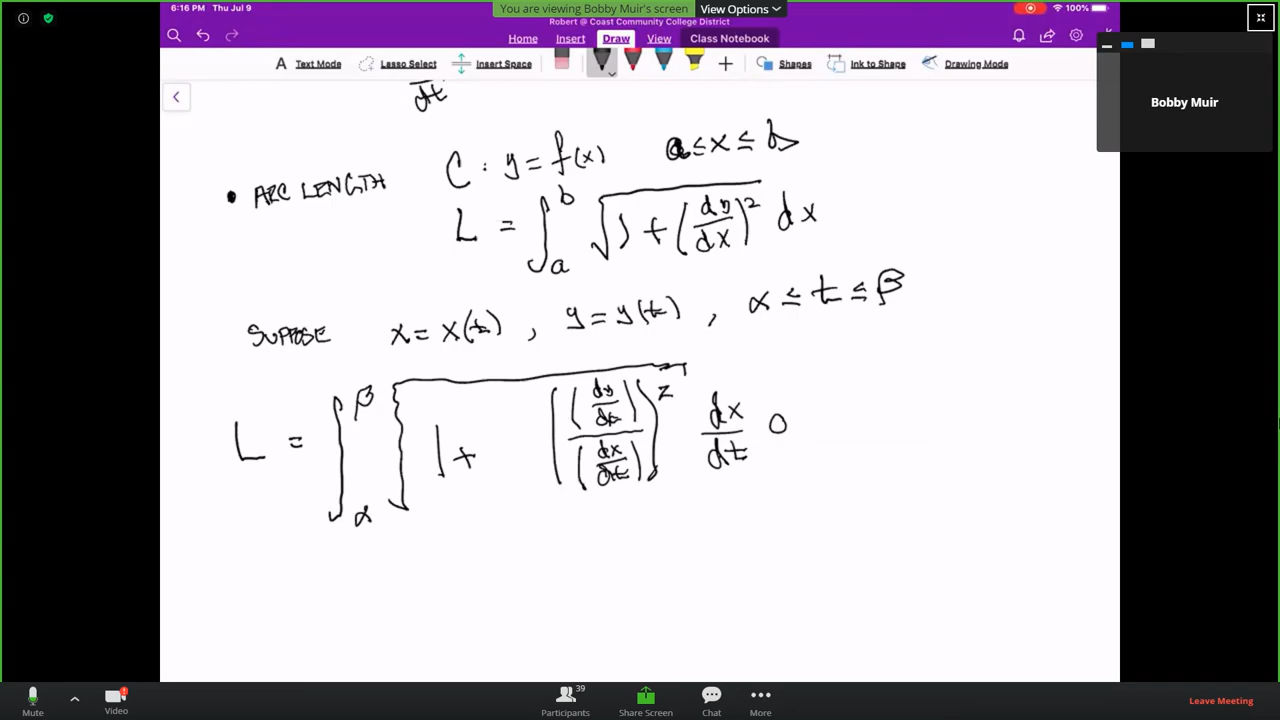 You are viewing Bobby Muir's screen View Options
6:16 PM Thu Jul 9 100%
Robert @ Coast Community College District
Home Insert Draw View Class Notebook
Text Mode Lasso Select Insert Space Shapes Ink to Shape Drawing Mode
Bobby Muir
dt
• ARC LENGTH C : y = f(x) a ≤ x ≤ b
L = ∫_a^b √(1 + (dy/dx)^2) dx
SUPPOSE x = x(t) , y = y(t) , α ≤ t ≤ β
L = ∫_α^β √(1 + ((dy/dt)/(dx/dt))^2) dx/dt
Mute Video Participants 39 Share Screen Chat More Leave Meeting